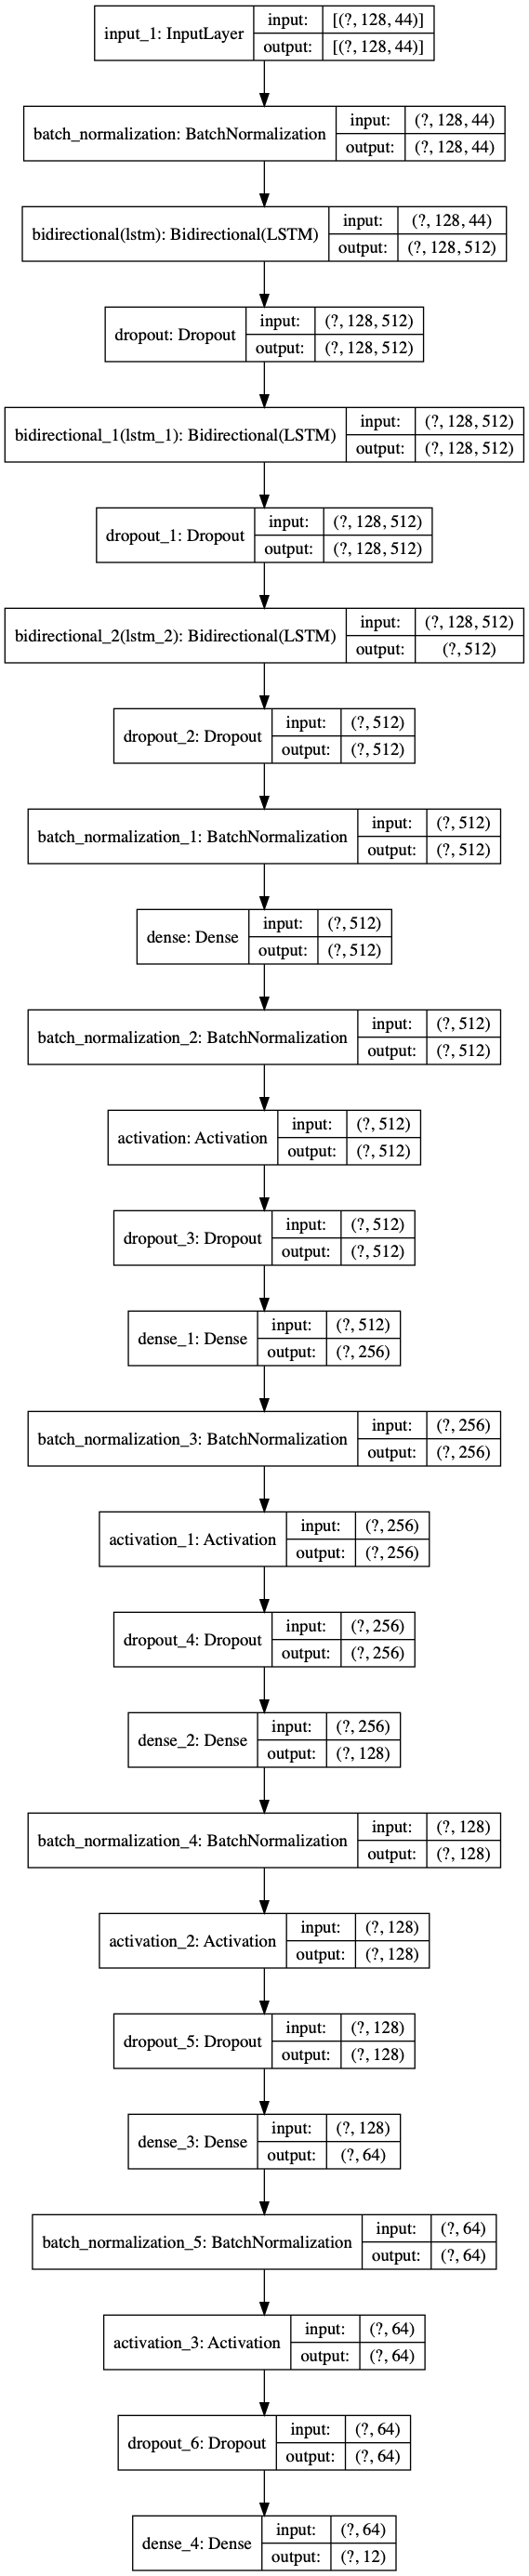 input_1: InputLayer
input: [(?, 128, 44)]
output: [(?, 128, 44)]
batch_normalization: BatchNormalization
input: (?, 128, 44)
output: (?, 128, 44)
bidirectional(lstm): Bidirectional(LSTM)
input: (?, 128, 44)
output: (?, 128, 512)
dropout: Dropout
input: (?, 128, 512)
output: (?, 128, 512)
bidirectional_1(lstm_1): Bidirectional(LSTM)
input: (?, 128, 512)
output: (?, 128, 512)
dropout_1: Dropout
input: (?, 128, 512)
output: (?, 128, 512)
bidirectional_2(lstm_2): Bidirectional(LSTM)
input: (?, 128, 512)
output: (?, 512)
dropout_2: Dropout
input: (?, 512)
output: (?, 512)
batch_normalization_1: BatchNormalization
input: (?, 512)
output: (?, 512)
dense: Dense
input: (?, 512)
output: (?, 512)
batch_normalization_2: BatchNormalization
input: (?, 512)
output: (?, 512)
activation: Activation
input: (?, 512)
output: (?, 512)
dropout_3: Dropout
input: (?, 512)
output: (?, 512)
dense_1: Dense
input: (?, 512)
output: (?, 256)
batch_normalization_3: BatchNormalization
input: (?, 256)
output: (?, 256)
activation_1: Activation
input: (?, 256)
output: (?, 256)
dropout_4: Dropout
input: (?, 256)
output: (?, 256)
dense_2: Dense
input: (?, 256)
output: (?, 128)
batch_normalization_4: BatchNormalization
input: (?, 128)
output: (?, 128)
activation_2: Activation
input: (?, 128)
output: (?, 128)
dropout_5: Dropout
input: (?, 128)
output: (?, 128)
dense_3: Dense
input: (?, 128)
output: (?, 64)
batch_normalization_5: BatchNormalization
input: (?, 64)
output: (?, 64)
activation_3: Activation
input: (?, 64)
output: (?, 64)
dropout_6: Dropout
input: (?, 64)
output: (?, 64)
dense_4: Dense
input: (?, 64)
output: (?, 12)